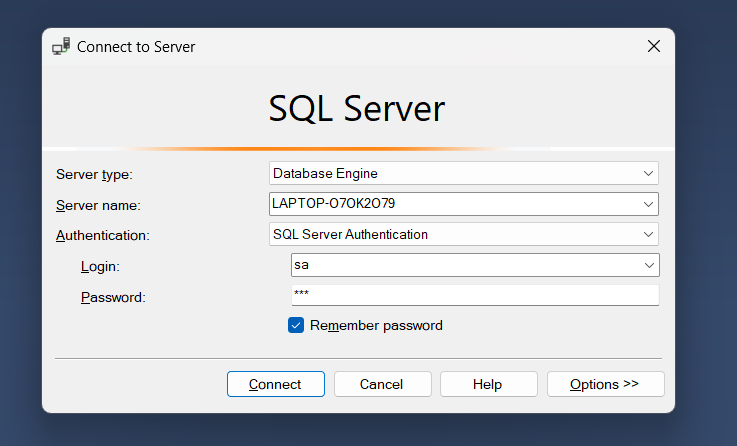 Connect to Server
SQL Server
Server type: Database Engine
Server name: LAPTOP-O7OK2O79
Authentication: SQL Server Authentication
Login: sa
Password: ***
Remember password
Connect Cancel Help Options >>